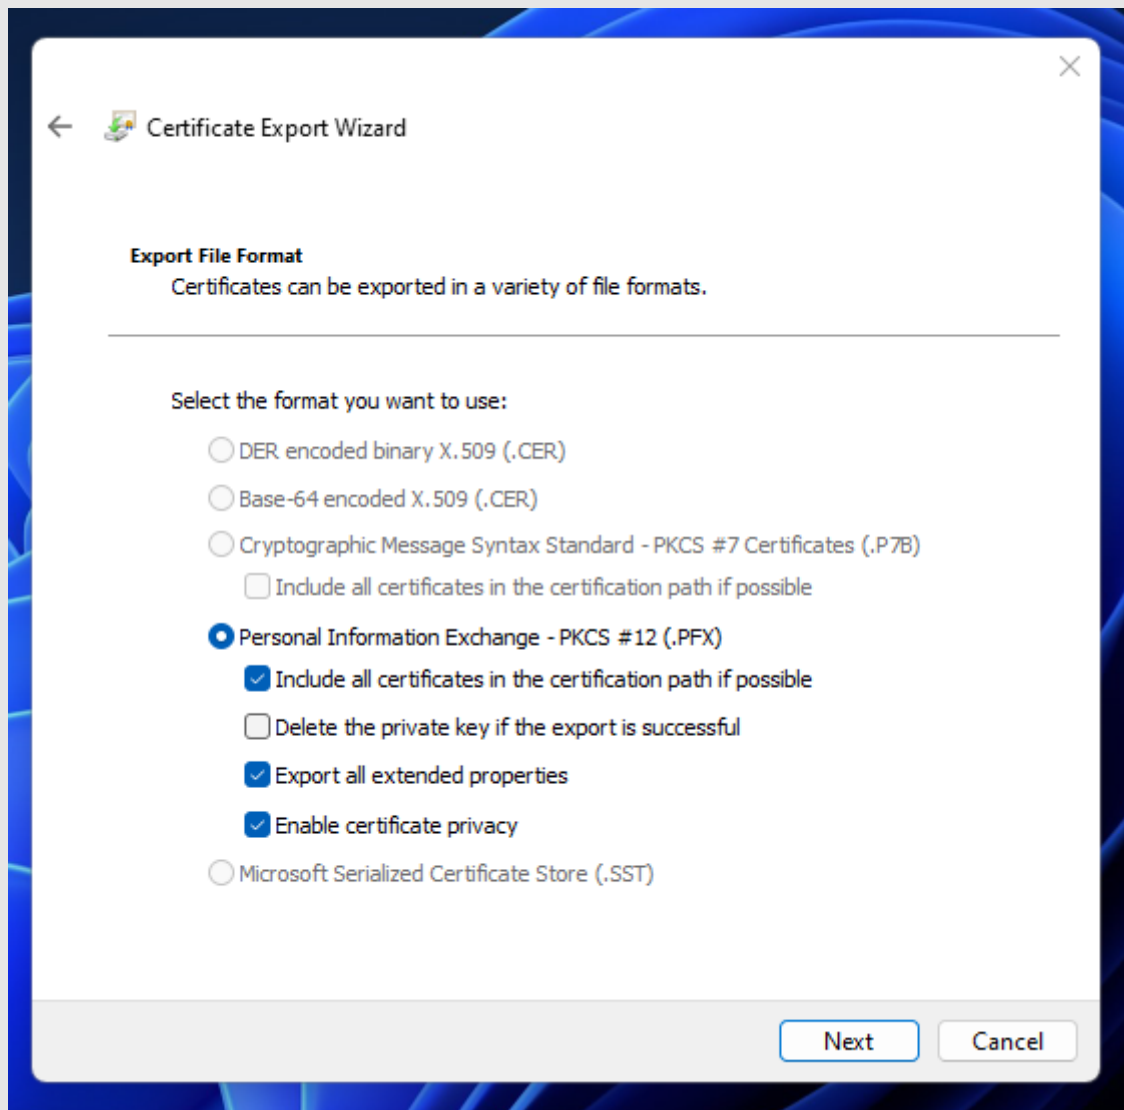 Certificate Export Wizard
Export File Format
Certificates can be exported in a variety of file formats.
Select the format you want to use:
DER encoded binary X.509 (.CER)
Base-64 encoded X.509 (.CER)
Cryptographic Message Syntax Standard - PKCS #7 Certificates (.P7B)
Include all certificates in the certification path if possible
Personal Information Exchange - PKCS #12 (.PFX)
Include all certificates in the certification path if possible
Delete the private key if the export is successful
Export all extended properties
Enable certificate privacy
Microsoft Serialized Certificate Store (.SST)
Next Cancel